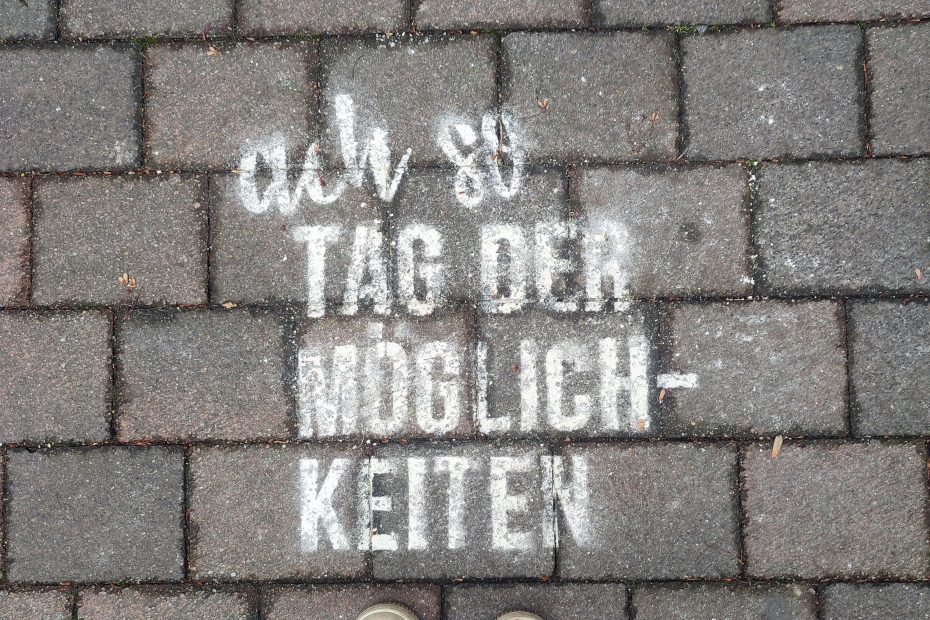 ach so
TAG DER
MÖGLICH-
KEITEN